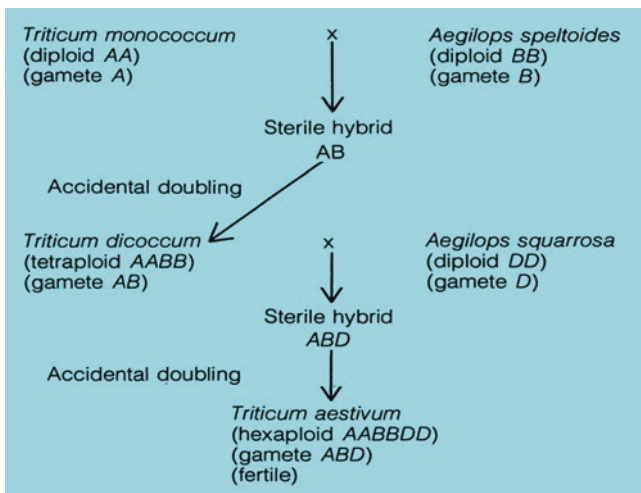 Triticum monococcum x Aegilops speltoides
(diploid AA) (diploid BB)
(gamete A) (gamete B)
Sterile hybrid
AB
Accidental doubling
Triticum dicoccum x Aegilops squarrosa
(tetraploid AABB) (diploid DD)
(gamete AB) (gamete D)
Sterile hybrid
ABD
Accidental doubling
Triticum aestivum
(hexaploid AABBDD)
(gamete ABD)
(fertile)